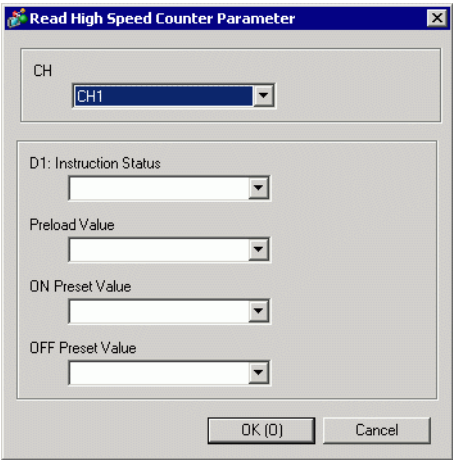 Read High Speed Counter Parameter
CH
CH1
D1: Instruction Status
Preload Value
ON Preset Value
OFF Preset Value
OK (O) Cancel